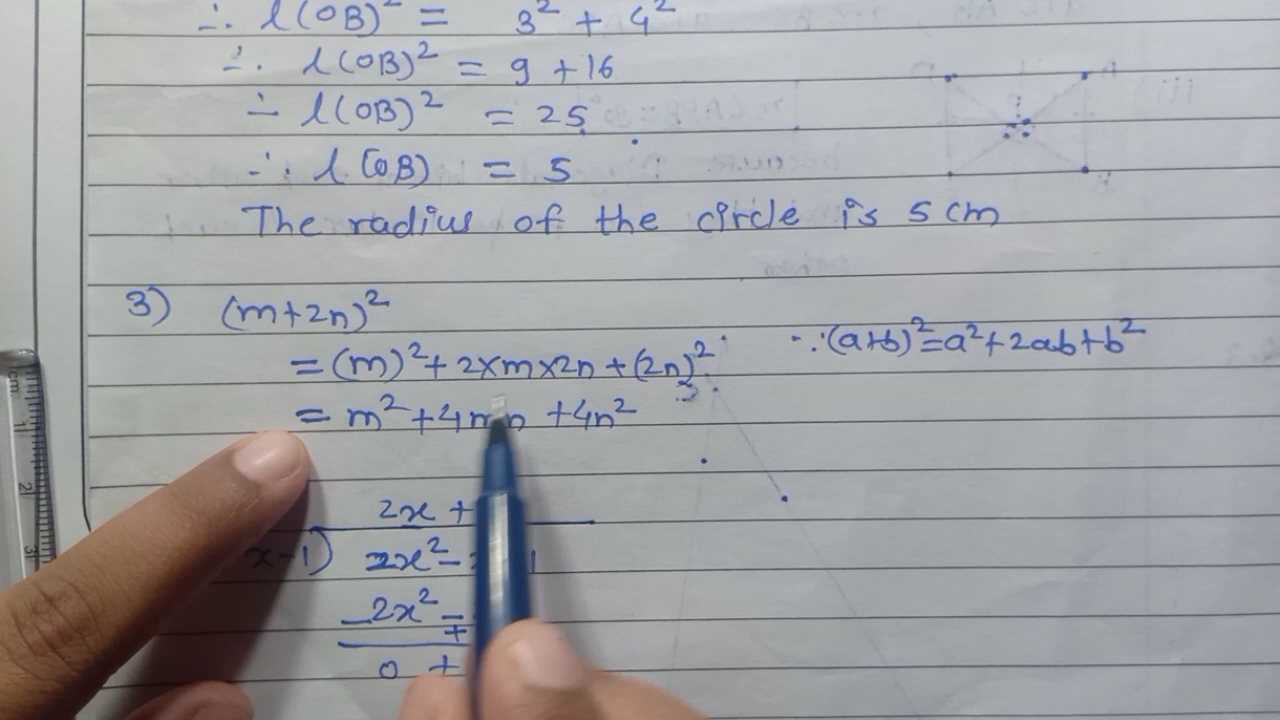 ∴ l(OB)² = 3² + 4²
∴ l(OB)² = 9 + 16
∴ l(OB)² = 25
∴ l(OB) = 5
The radius of the circle is 5 cm
3) (m+2n)²
= (m)² + 2×m×2n + (2n)² ∵ (a+b)² = a² + 2ab + b²
= m² + 4mn + 4n²
2x +
x-1) 2x² - 1
-2x² -
+
0 +